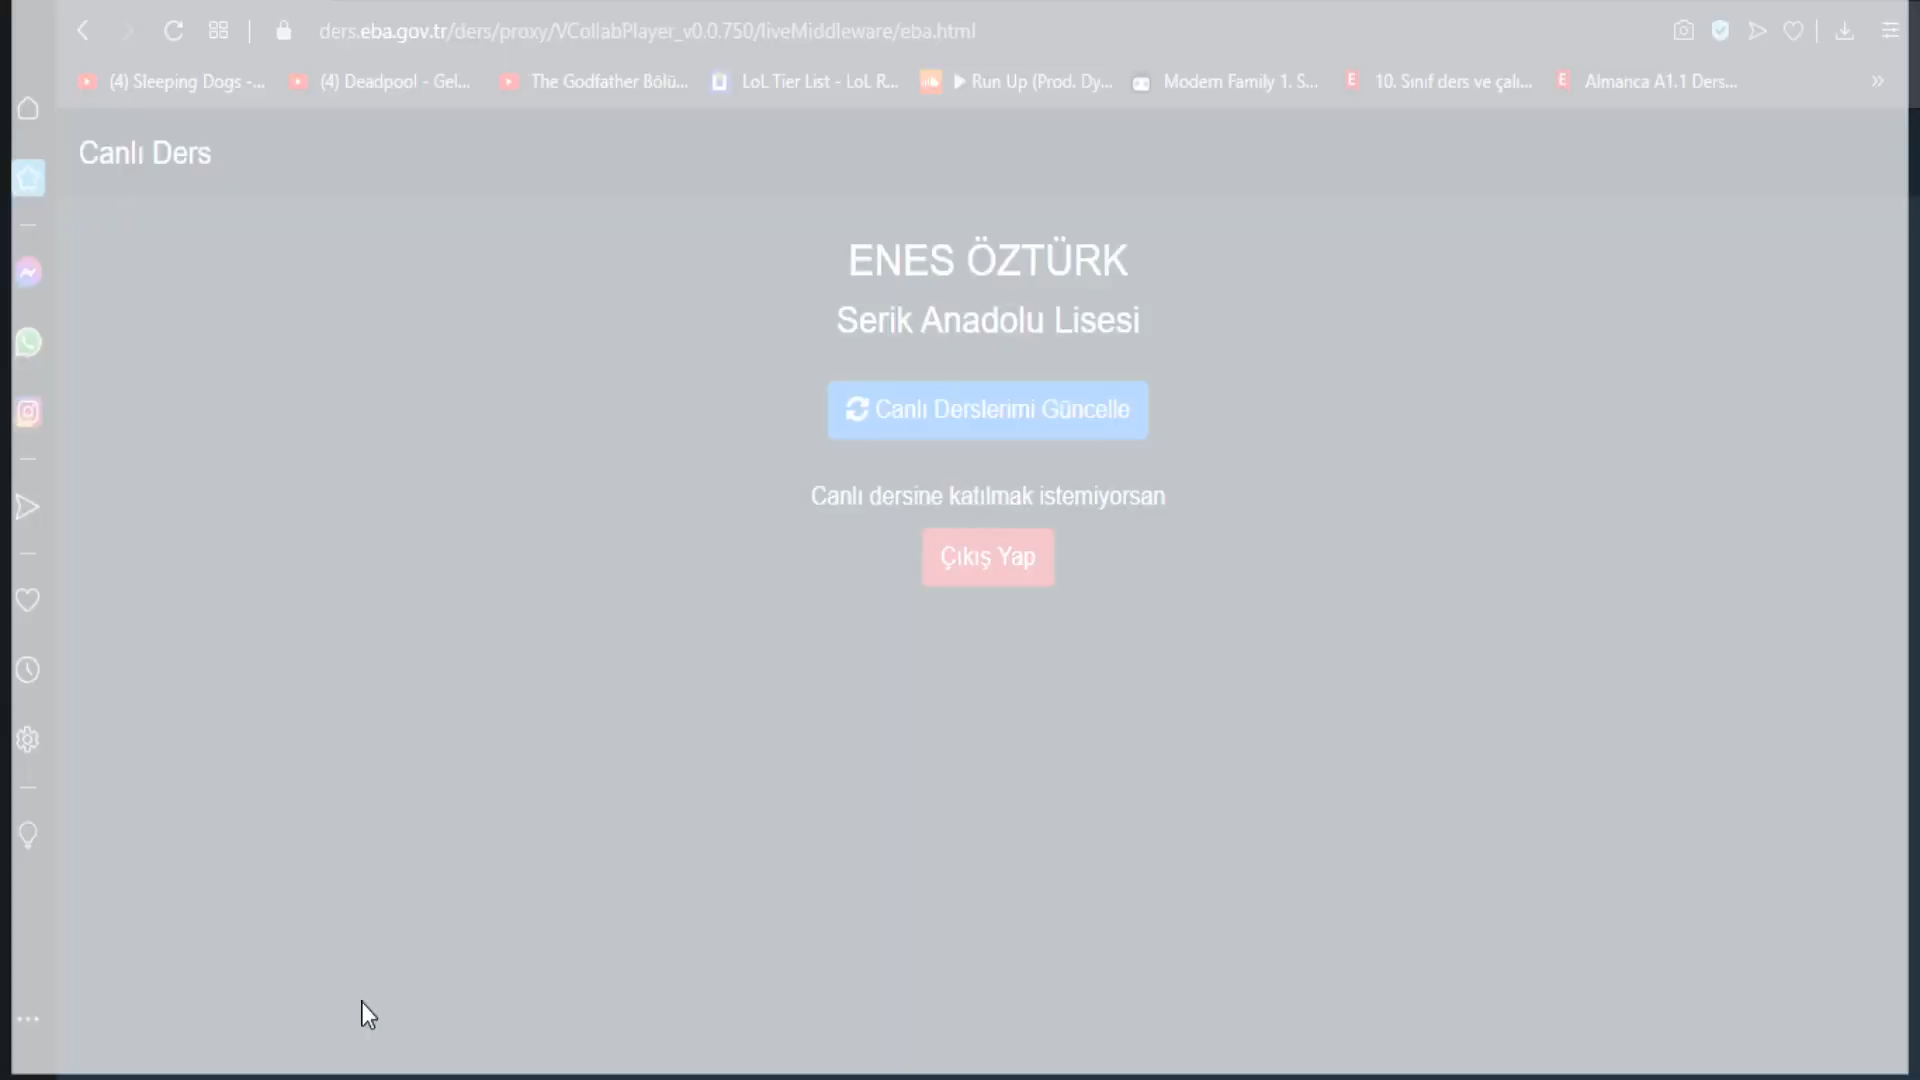 ders.eba.gov.tr/ders/proxy/VCollabPlayer_v0.0.750/liveMiddleware/eba.html
(4) Sleeping Dogs -... (4) Deadpool - Gel... The Godfather Bölü... LoL Tier List - LoL R... Run Up (Prod. Dy... Modern Family 1. S... E 10. Sınıf ders ve çalı... E Almanca A1.1 Ders...
Canlı Ders
ENES ÖZTÜRK
Serik Anadolu Lisesi
Canlı Derslerimi Güncelle
Canlı dersine katılmak istemiyorsan
Çıkış Yap